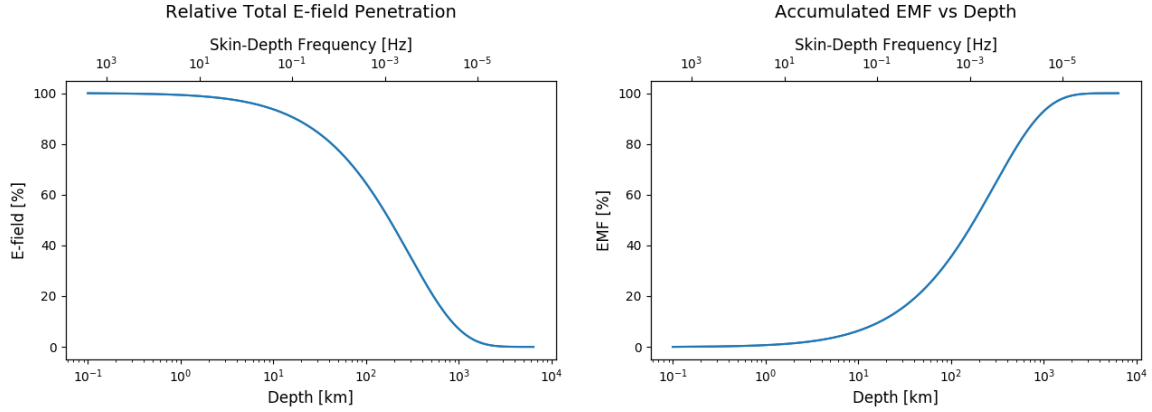 Relative Total E-field Penetration
Skin-Depth Frequency [Hz]
10³ 10¹ 10⁻¹ 10⁻³ 10⁻⁵
E-field [%]
100
80
60
40
20
0
10⁻¹ 10⁰ 10¹ 10² 10³ 10⁴
Depth [km]
Accumulated EMF vs Depth
Skin-Depth Frequency [Hz]
10³ 10¹ 10⁻¹ 10⁻³ 10⁻⁵
EMF [%]
100
80
60
40
20
0
10⁻¹ 10⁰ 10¹ 10² 10³ 10⁴
Depth [km]